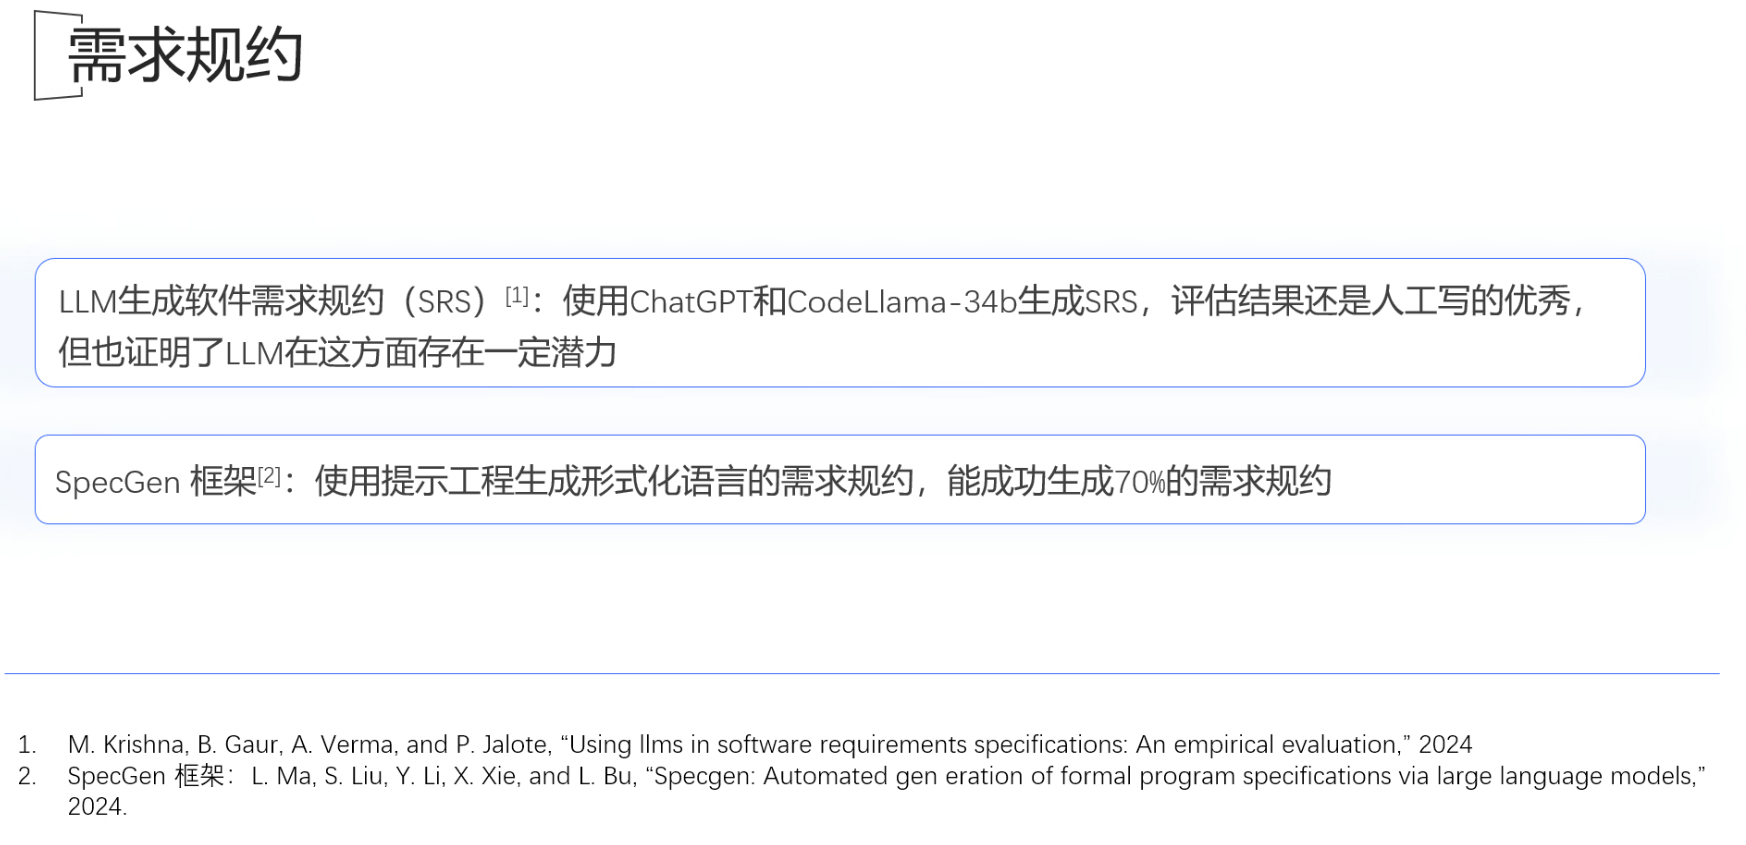 需求规约
LLM生成软件需求规约（SRS）[1]：使用ChatGPT和CodeLlama-34b生成SRS，评估结果还是人工写的优秀，
但也证明了LLM在这方面存在一定潜力
SpecGen 框架[2]：使用提示工程生成形式化语言的需求规约，能成功生成70%的需求规约
1. M. Krishna, B. Gaur, A. Verma, and P. Jalote, “Using llms in software requirements specifications: An empirical evaluation,” 2024
2. SpecGen 框架：L. Ma, S. Liu, Y. Li, X. Xie, and L. Bu, “Specgen: Automated gen eration of formal program specifications via large language models,”
2024.